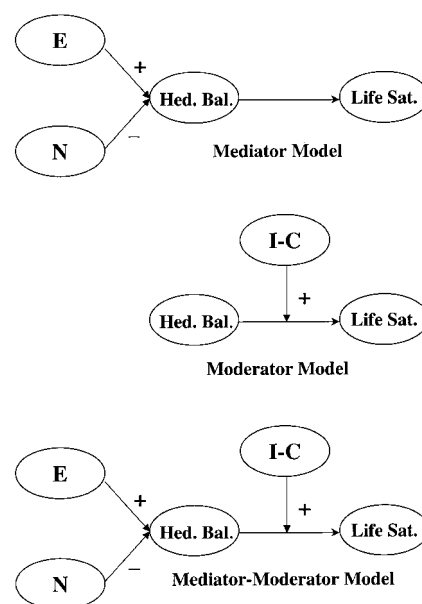 E
+
Hed. Bal.
Life Sat.
−
N
Mediator Model
I-C
+
Hed. Bal.
Life Sat.
Moderator Model
E
I-C
+
+
Hed. Bal.
Life Sat.
−
N
Mediator-Moderator Model